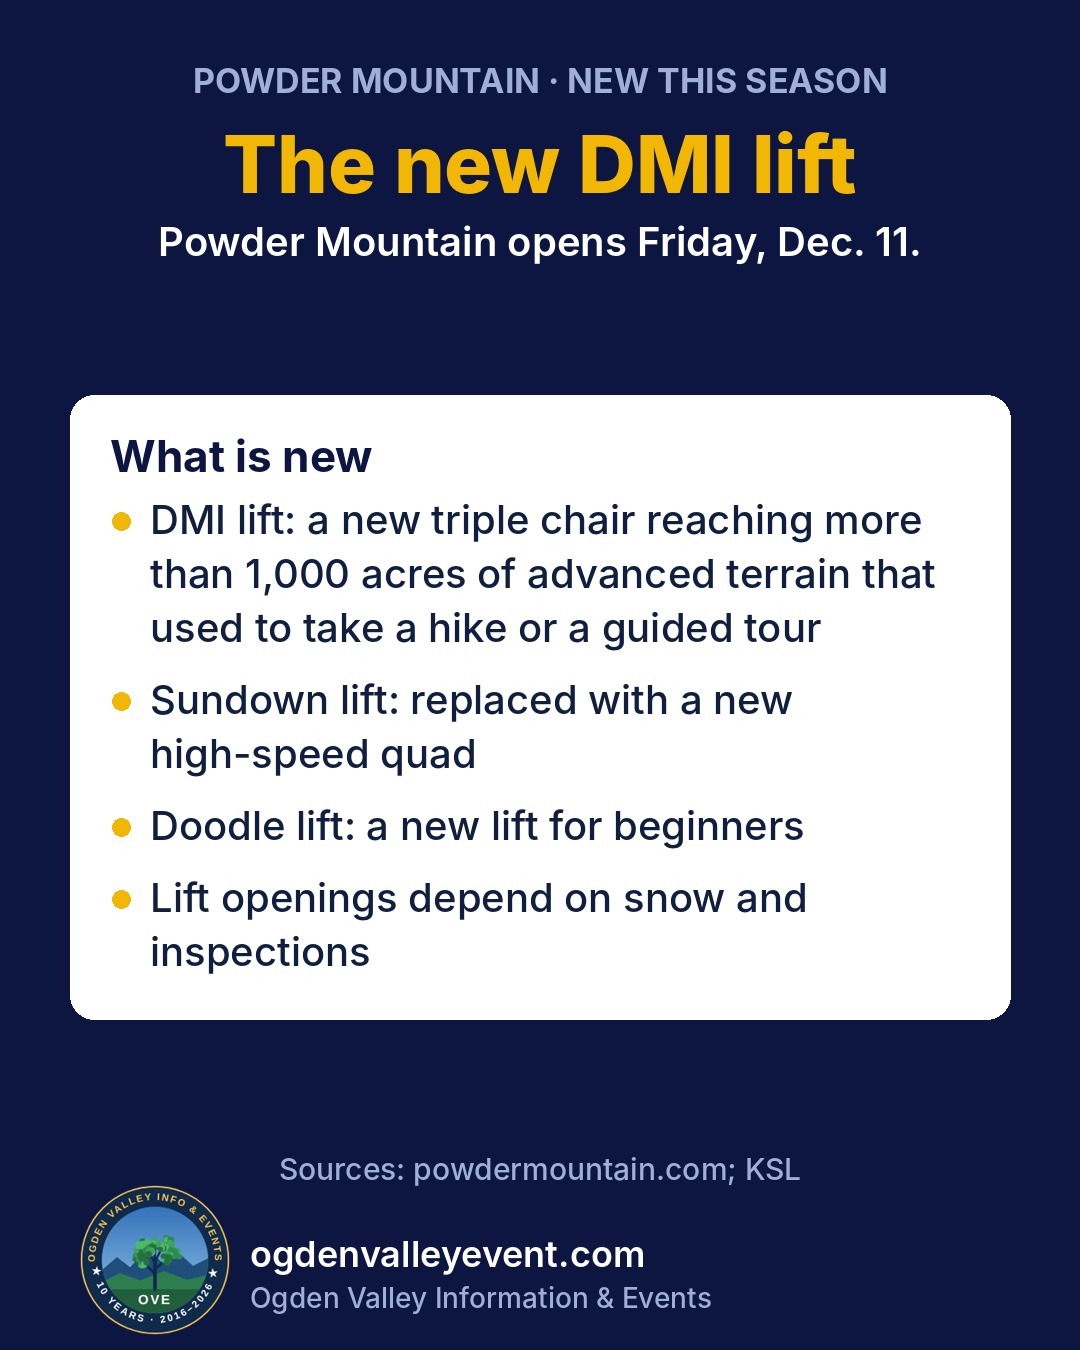 POWDER MOUNTAIN · NEW THIS SEASON
The new DMI lift
Powder Mountain opens Friday, Dec. 11.
What is new
DMI lift: a new triple chair reaching more
than 1,000 acres of advanced terrain that
used to take a hike or a guided tour
Sundown lift: replaced with a new
high-speed quad
Doodle lift: a new lift for beginners
Lift openings depend on snow and
inspections
Sources: powdermountain.com; KSL
OGDEN VALLEY INFO & EVENTS
OVE
★ 10 YEARS · 2016–2026 ★
ogdenvalleyevent.com
Ogden Valley Information & Events